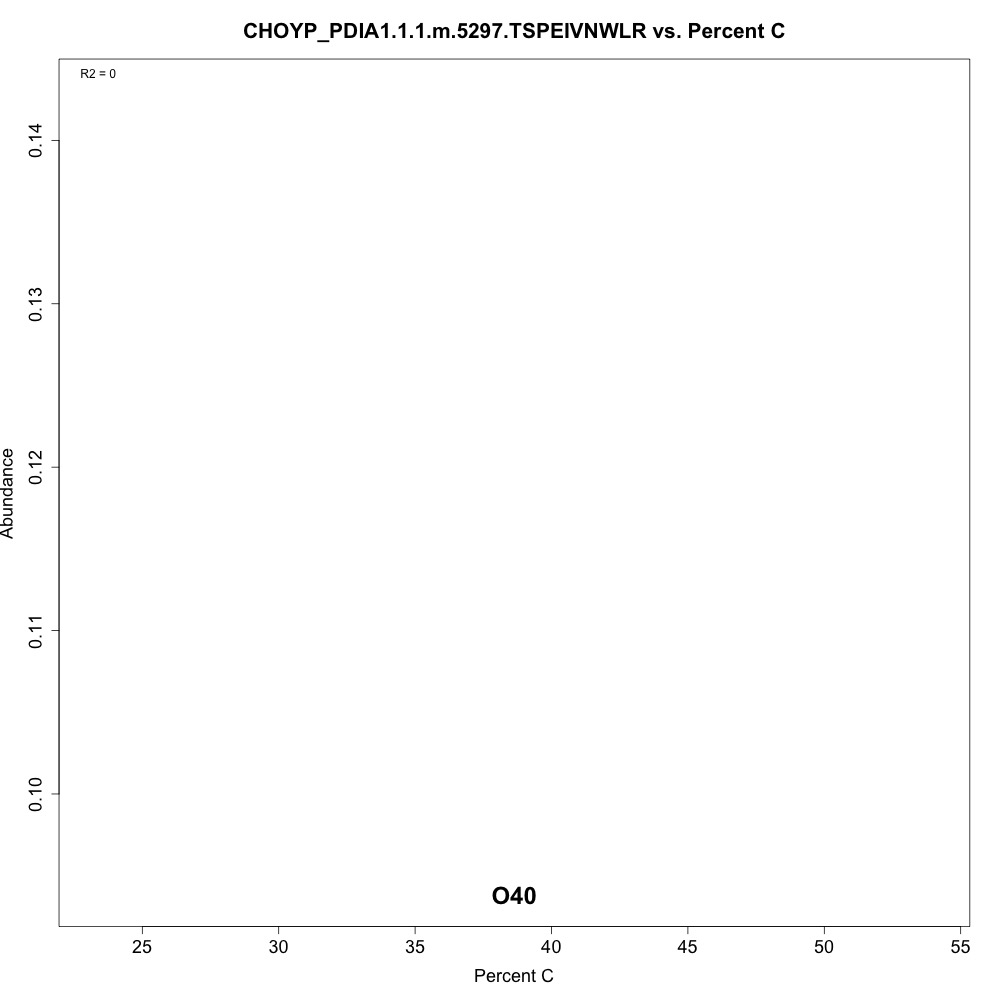 CHOYP_PDIA1.1.1.m.5297.TSPEIVNWLR vs. Percent C
R2 = 0
0.14
0.13
0.12
0.11
0.10
Abundance
O40
25 30 35 40 45 50 55
Percent C